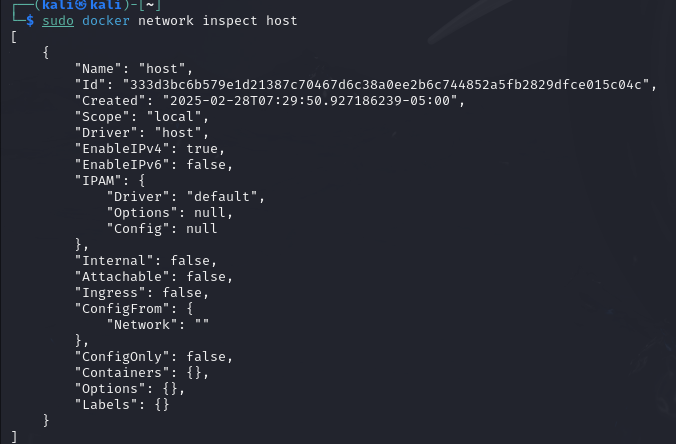 ┌──(kali㉿kali)-[~]
└─$ sudo docker network inspect host
[
    {
        "Name": "host",
        "Id": "333d3bc6b579e1d21387c70467d6c38a0ee2b6c744852a5fb2829dfce015c04c",
        "Created": "2025-02-28T07:29:50.927186239-05:00",
        "Scope": "local",
        "Driver": "host",
        "EnableIPv4": true,
        "EnableIPv6": false,
        "IPAM": {
            "Driver": "default",
            "Options": null,
            "Config": null
        },
        "Internal": false,
        "Attachable": false,
        "Ingress": false,
        "ConfigFrom": {
            "Network": ""
        },
        "ConfigOnly": false,
        "Containers": {},
        "Options": {},
        "Labels": {}
    }
]